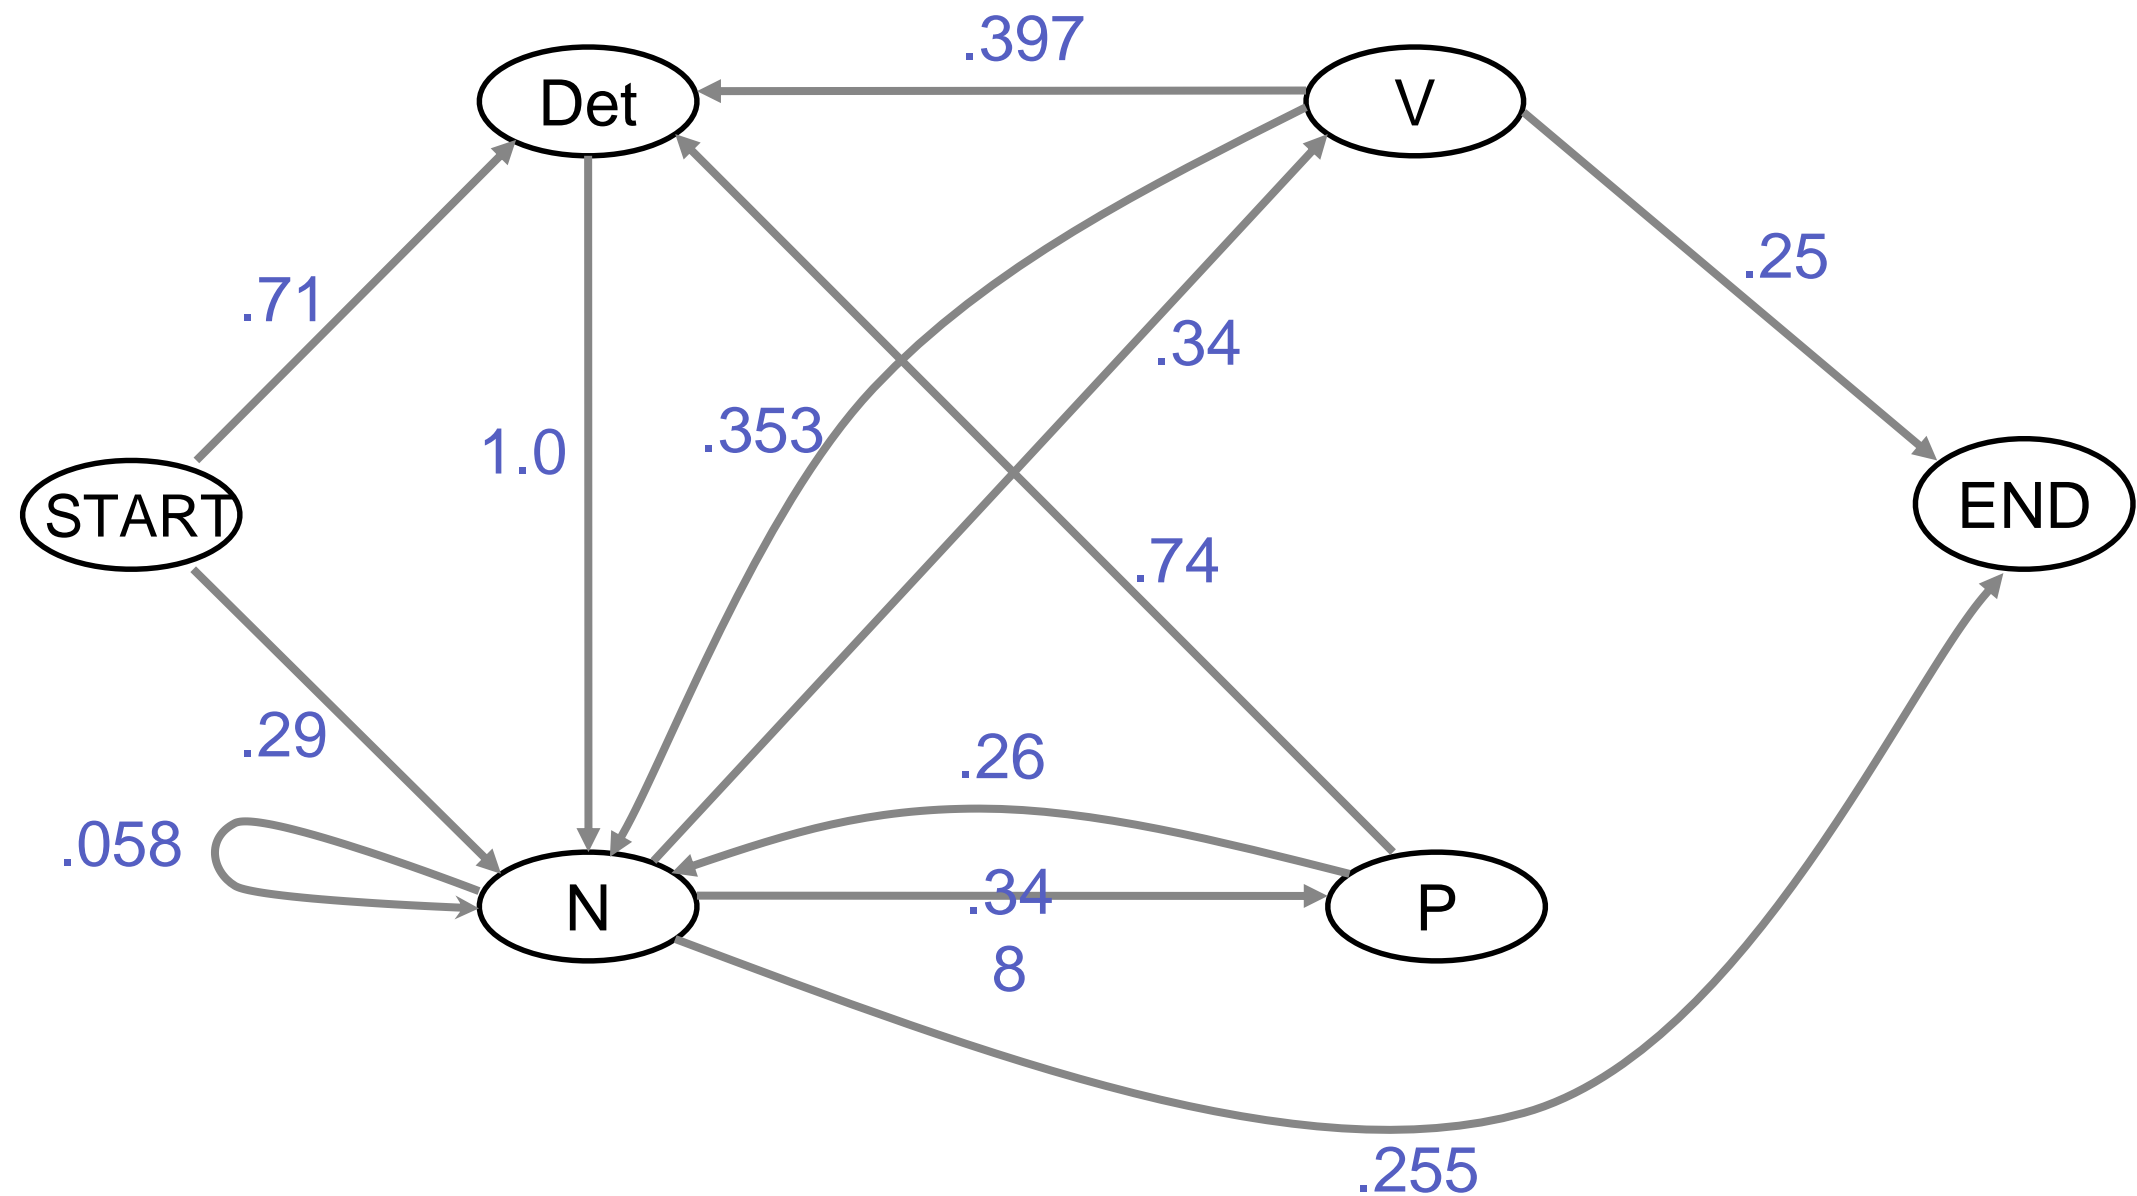 .397
Det
V
.71
.25
.34
.353
1.0
START
END
.74
.29
.26
.058
N
.34
8
P
.255